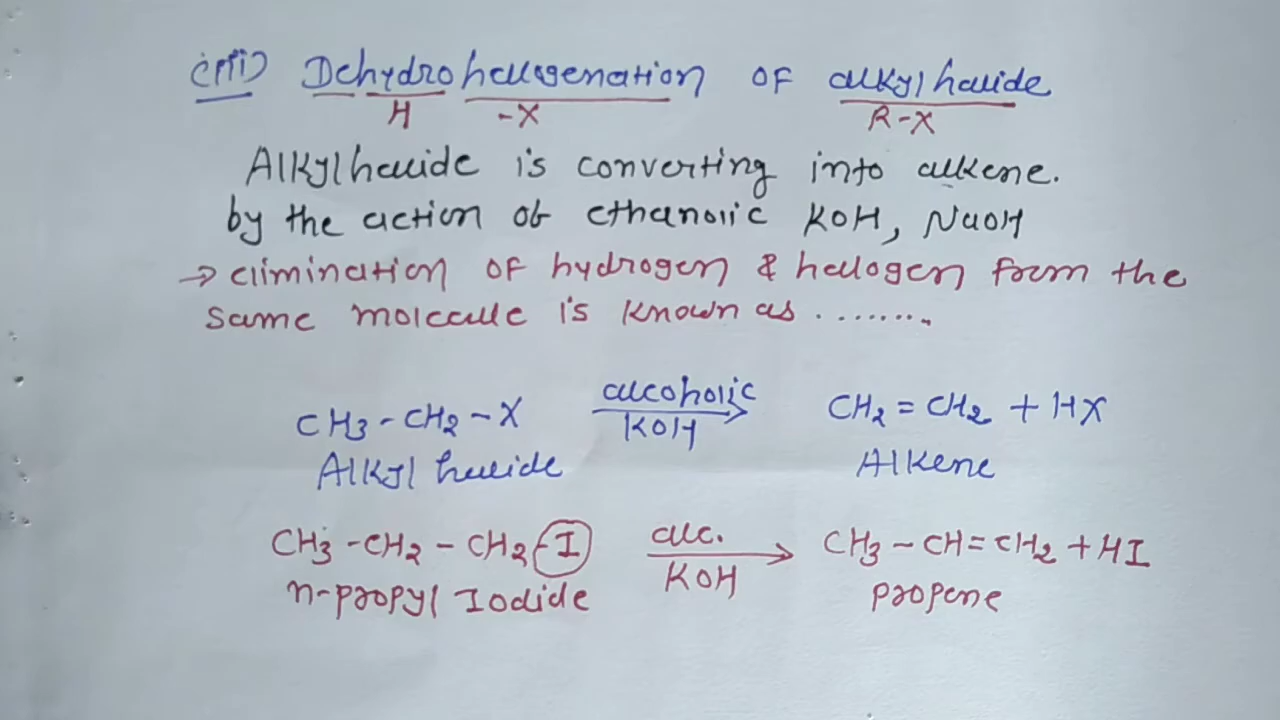 (iii) Dehydrohalogenation OF alkyl halide
H -X R-X
Alkyl halide is converting into alkene.
by the action of ethanolic KOH, NaOH
→ elimination of hydrogen & hallogen from the
same molecule is known as ........
CH3-CH2-X alcoholic KOH → CH2=CH2 + HX
Alkyl halide Alkene
CH3-CH2-CH2-I alc. KOH → CH3-CH=CH2+HI
n-propyl Iodide propene